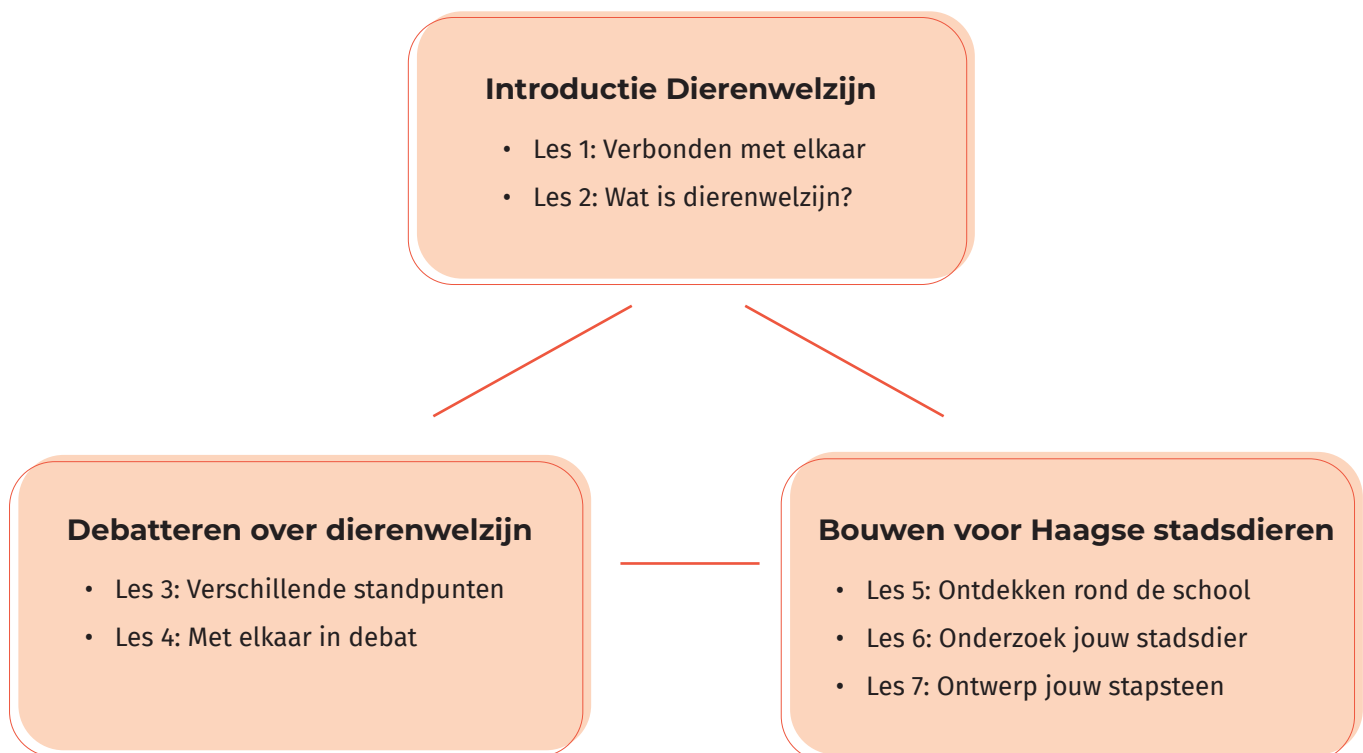 Introductie Dierenwelzijn
• Les 1: Verbonden met elkaar
• Les 2: Wat is dierenwelzijn?
Debatteren over dierenwelzijn
• Les 3: Verschillende standpunten
• Les 4: Met elkaar in debat
Bouwen voor Haagse stadsdieren
• Les 5: Ontdekken rond de school
• Les 6: Onderzoek jouw stadsdier
• Les 7: Ontwerp jouw stapsteen